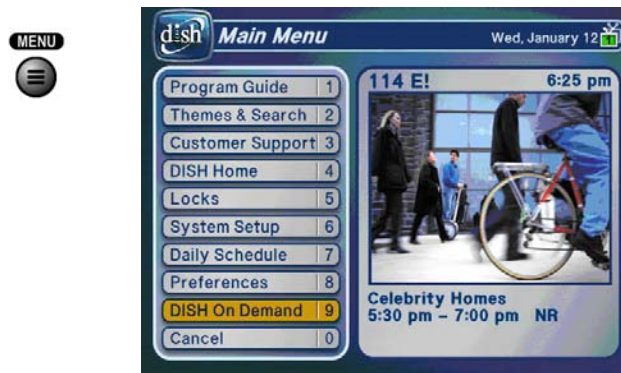 MENU
dish Main Menu
Wed, January 12
1
Program Guide 1
Themes & Search 2
Customer Support 3
DISH Home 4
Locks 5
System Setup 6
Daily Schedule 7
Preferences 8
DISH On Demand 9
Cancel 0
114 E! 6:25 pm
Celebrity Homes
5:30 pm – 7:00 pm NR